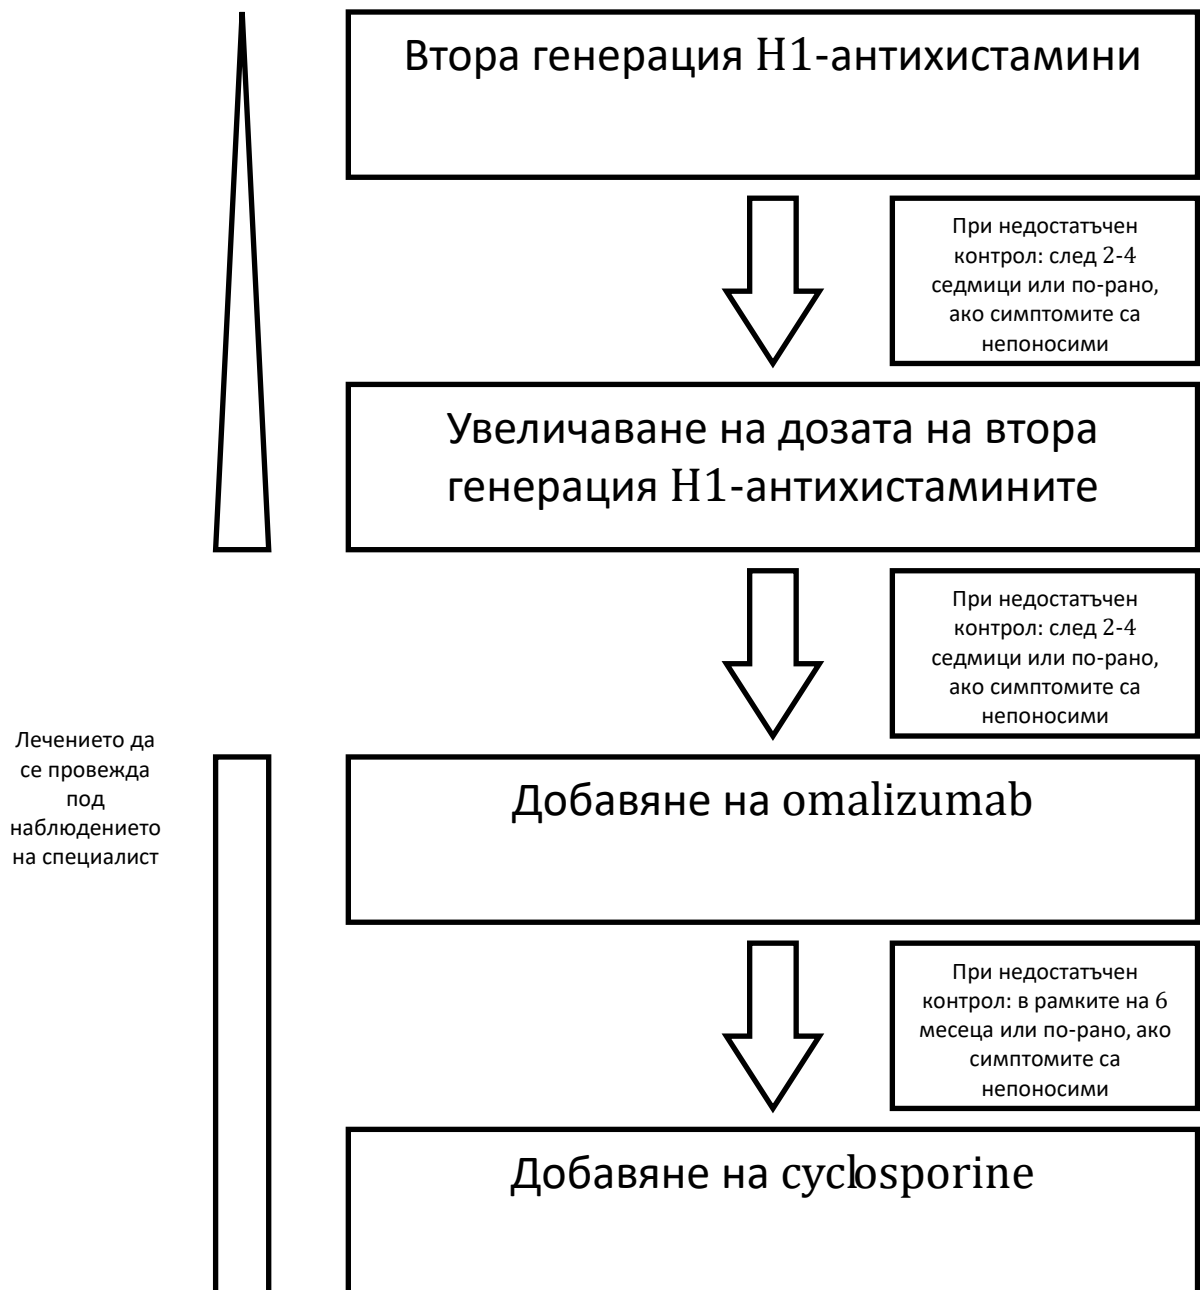 Втора генерация H1-антихистамини
При недостатъчен
контрол: след 2-4
седмици или по-рано,
ако симптомите са
непоносими
Увеличаване на дозата на втора
генерация H1-антихистамините
При недостатъчен
контрол: след 2-4
седмици или по-рано,
ако симптомите са
непоносими
Лечението да
се провежда
под
наблюдението
на специалист
Добавяне на omalizumab
При недостатъчен
контрол: в рамките на 6
месеца или по-рано, ако
симптомите са
непоносими
Добавяне на cyclosporine